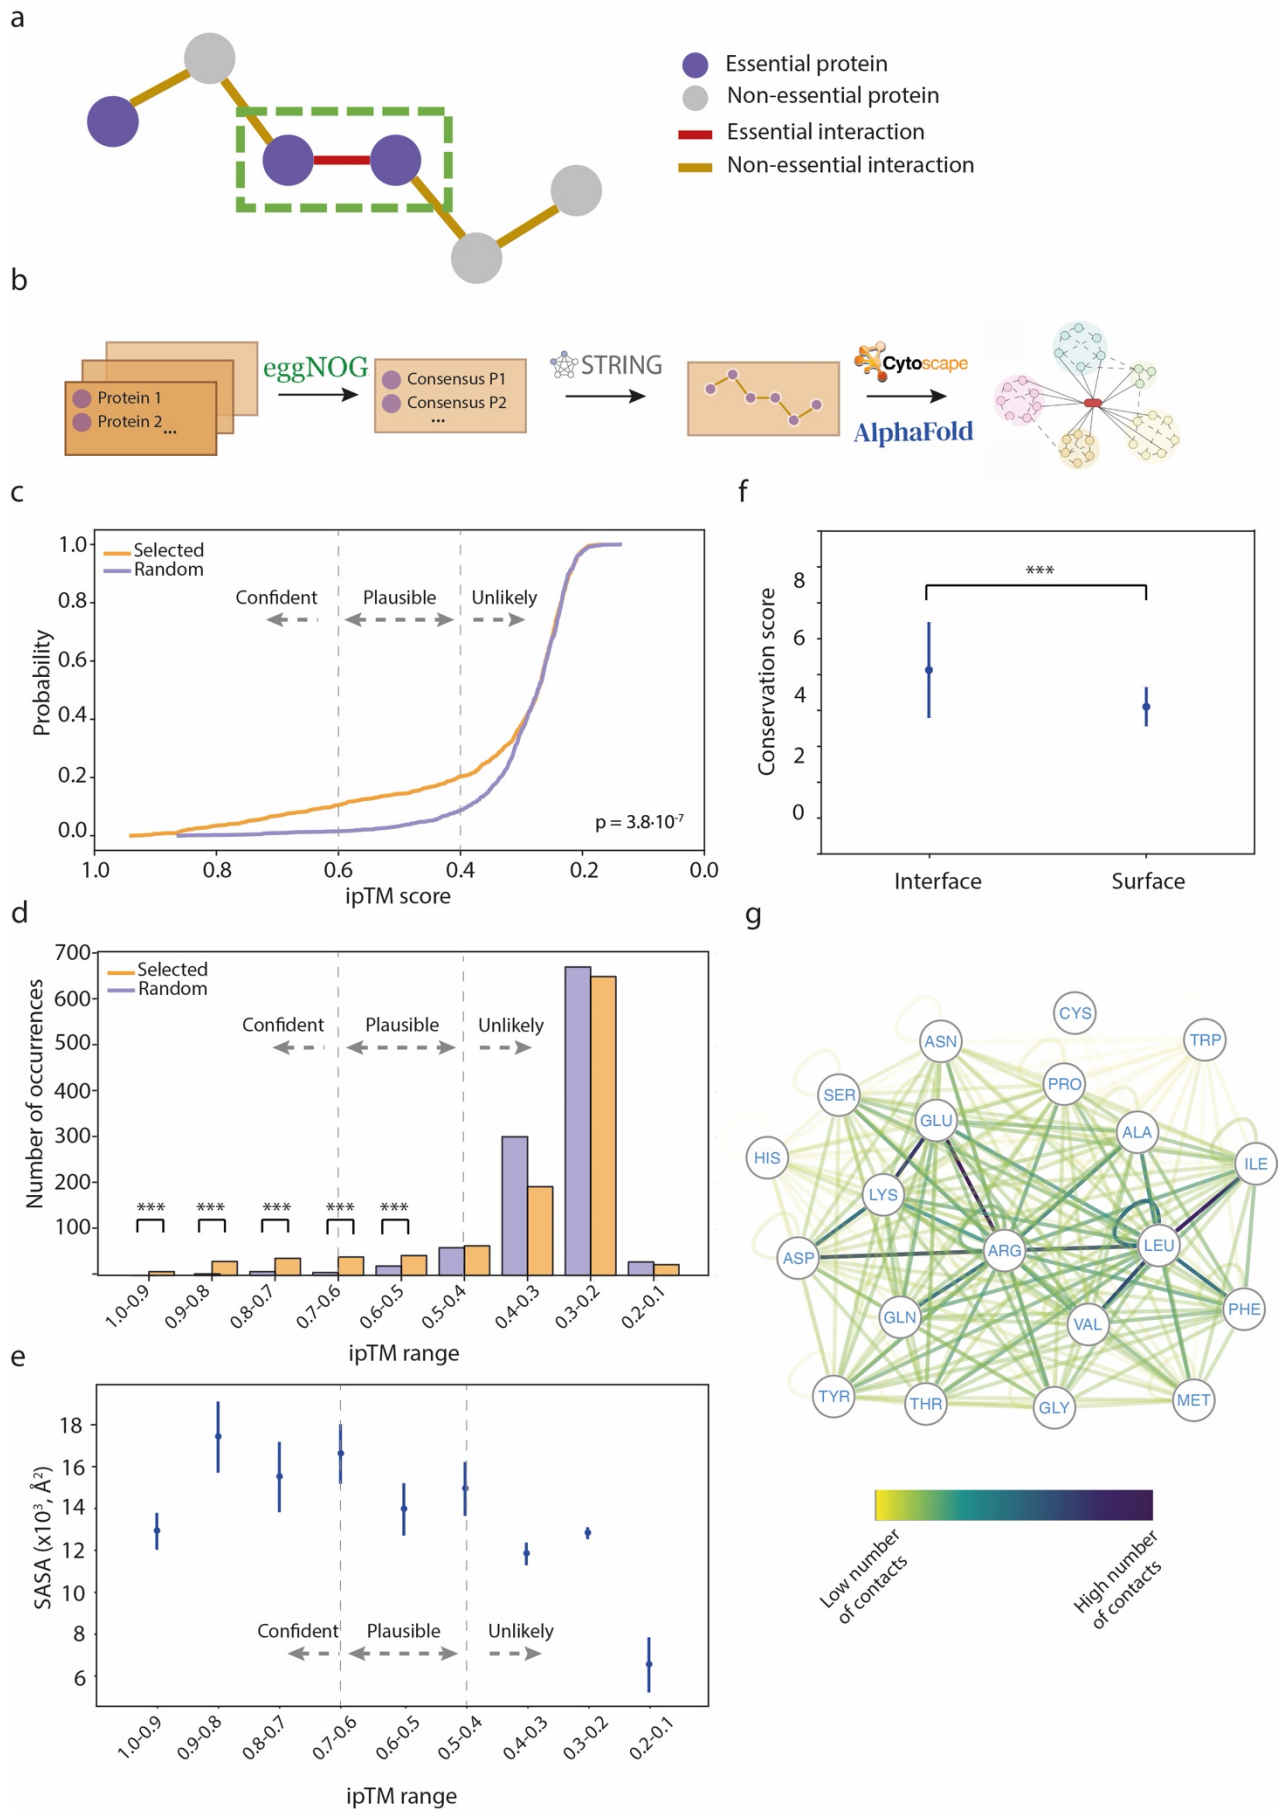 a
Essential protein
Non-essential protein
Essential interaction
Non-essential interaction
b
Protein 1
Protein 2...
eggNOG
Consensus P1
Consensus P2
...
STRING
Cytoscape
AlphaFold
c
Selected
Random
Confident
Plausible
Unlikely
p = 3.8·10⁻⁷
Probability
1.0
0.8
0.6
0.4
0.2
0.0
1.0
0.8
0.6
0.4
0.2
0.0
ipTM score
f
***
Conservation score
8
6
4
2
0
Interface
Surface
d
Selected
Random
Confident
Plausible
Unlikely
Number of occurrences
700
600
500
400
300
200
100
***
***
***
***
***
1.0-0.9
0.9-0.8
0.8-0.7
0.7-0.6
0.6-0.5
0.5-0.4
0.4-0.3
0.3-0.2
0.2-0.1
ipTM range
g
CYS
ASN
TRP
SER
PRO
GLU
ALA
HIS
ILE
LYS
ASP
ARG
LEU
GLN
VAL
PHE
TYR
THR
GLY
MET
Low number
of contacts
High number
of contacts
e
SASA (x10³, Å²)
18
16
14
12
10
8
6
Confident
Plausible
Unlikely
1.0-0.9
0.9-0.8
0.8-0.7
0.7-0.6
0.6-0.5
0.5-0.4
0.4-0.3
0.3-0.2
0.2-0.1
ipTM range